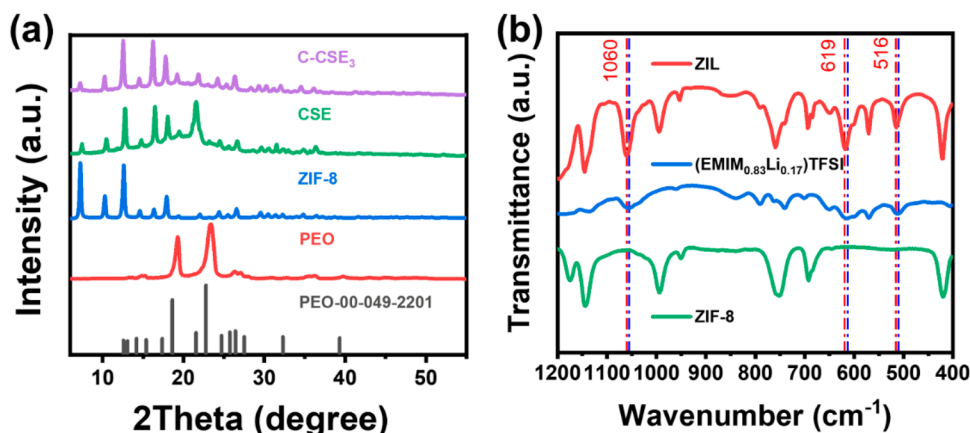 (a)
Intensity (a.u.)
C-CSE₃
CSE
ZIF-8
PEO
PEO-00-049-2201
10 20 30 40 50
2Theta (degree)
(b)
Transmittance (a.u.)
1060
619
516
ZIL
(EMIM₀.₈₃Li₀.₁₇)TFSI
ZIF-8
1200 1100 1000 900 800 700 600 500 400
Wavenumber (cm⁻¹)